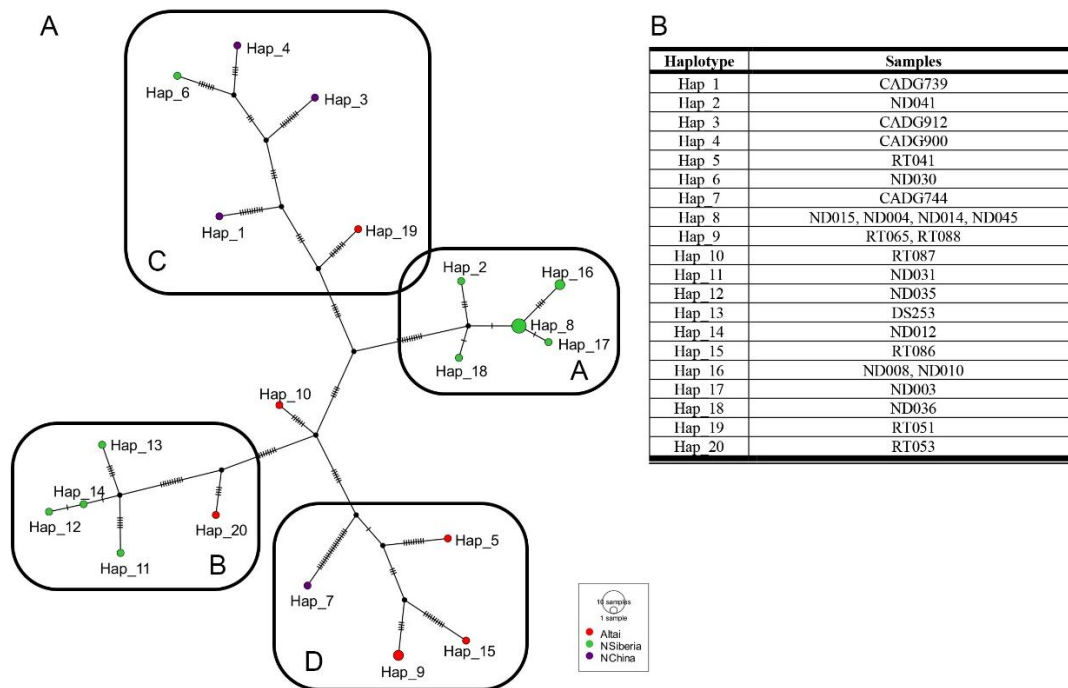 A
Hap_4
Hap_6
Hap_3
Hap_1
Hap_19
C
Hap_2
Hap_16
Hap_8
Hap_17
Hap_18
A
Hap_10
Hap_13
Hap_14
Hap_12
Hap_20
Hap_11
B
Hap_5
Hap_7
Hap_15
Hap_9
D
10 samples
1 sample
Altai
NSiberia
NChina
B
Haplotype Samples
Hap_1 CADG739
Hap_2 ND041
Hap_3 CADG912
Hap_4 CADG900
Hap_5 RT041
Hap_6 ND030
Hap_7 CADG744
Hap_8 ND015, ND004, ND014, ND045
Hap_9 RT065, RT088
Hap_10 RT087
Hap_11 ND031
Hap_12 ND035
Hap_13 DS253
Hap_14 ND012
Hap_15 RT086
Hap_16 ND008, ND010
Hap_17 ND003
Hap_18 ND036
Hap_19 RT051
Hap_20 RT053